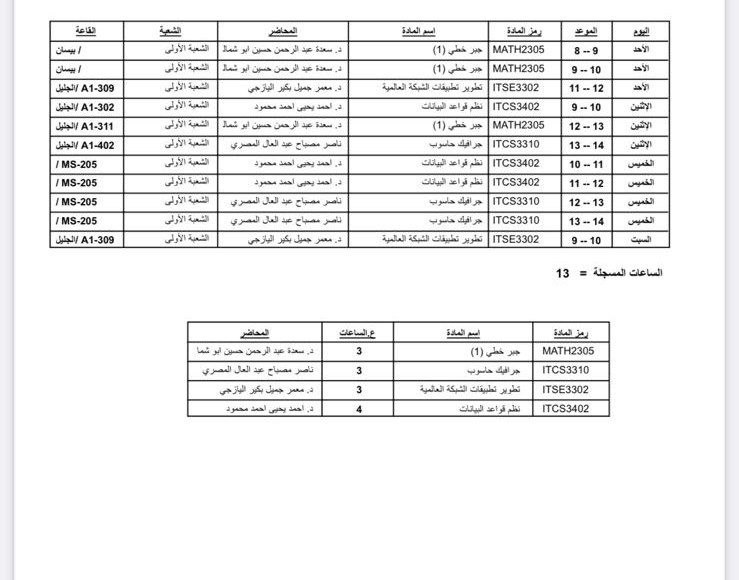 اليوم الموعد رمز المادة اسم المادة المحاضر الشعبة القاعة
الأحد 8 -- 9 MATH2305 جبر خطي (1) د. سعدة عبد الرحمن حسين ابو شمال الشعبة الأولى / بيسان
الأحد 9 -- 10 MATH2305 جبر خطي (1) د. سعدة عبد الرحمن حسين ابو شمال الشعبة الأولى / بيسان
الأحد 11 -- 12 ITSE3302 تطوير تطبيقات الشبكة العالمية د. معمر جميل بكير اليازجي الشعبة الأولى A1-309 /الجليل
الإثنين 9 -- 10 ITCS3402 نظم قواعد البيانات د. احمد يحيى احمد محمود الشعبة الأولى A1-302 /الجليل
الإثنين 12 -- 13 MATH2305 جبر خطي (1) د. سعدة عبد الرحمن حسين ابو شمال الشعبة الأولى A1-311 /الجليل
الإثنين 13 -- 14 ITCS3310 جرافيك حاسوب ناصر مصباح عبد العال المصري الشعبة الأولى A1-402 /الجليل
الخميس 10 -- 11 ITCS3402 نظم قواعد البيانات د. احمد يحيى احمد محمود الشعبة الأولى MS-205 /
الخميس 11 -- 12 ITCS3402 نظم قواعد البيانات د. احمد يحيى احمد محمود الشعبة الأولى MS-205 /
الخميس 12 -- 13 ITCS3310 جرافيك حاسوب ناصر مصباح عبد العال المصري الشعبة الأولى MS-205 /
الخميس 13 -- 14 ITCS3310 جرافيك حاسوب ناصر مصباح عبد العال المصري الشعبة الأولى MS-205 /
السبت 9 -- 10 ITSE3302 تطوير تطبيقات الشبكة العالمية د. معمر جميل بكير اليازجي الشعبة الأولى A1-309 /الجليل
الساعات المسجلة = 13
رمز المادة اسم المادة ع.الساعات المحاضر
MATH2305 جبر خطي (1) 3 د. سعدة عبد الرحمن حسين ابو شما
ITCS3310 جرافيك حاسوب 3 ناصر مصباح عبد العال المصري
ITSE3302 تطوير تطبيقات الشبكة العالمية 3 د. معمر جميل بكير اليازجي
ITCS3402 نظم قواعد البيانات 4 د. احمد يحيى احمد محمود